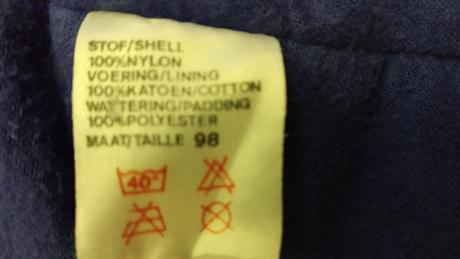 STOF/SHELL
100%NYLON
VOERING/LINING
100%KATOEN/COTTON
WATTERING/PADDING
100%POLYESTER
MAAT/TAILLE 98
40°